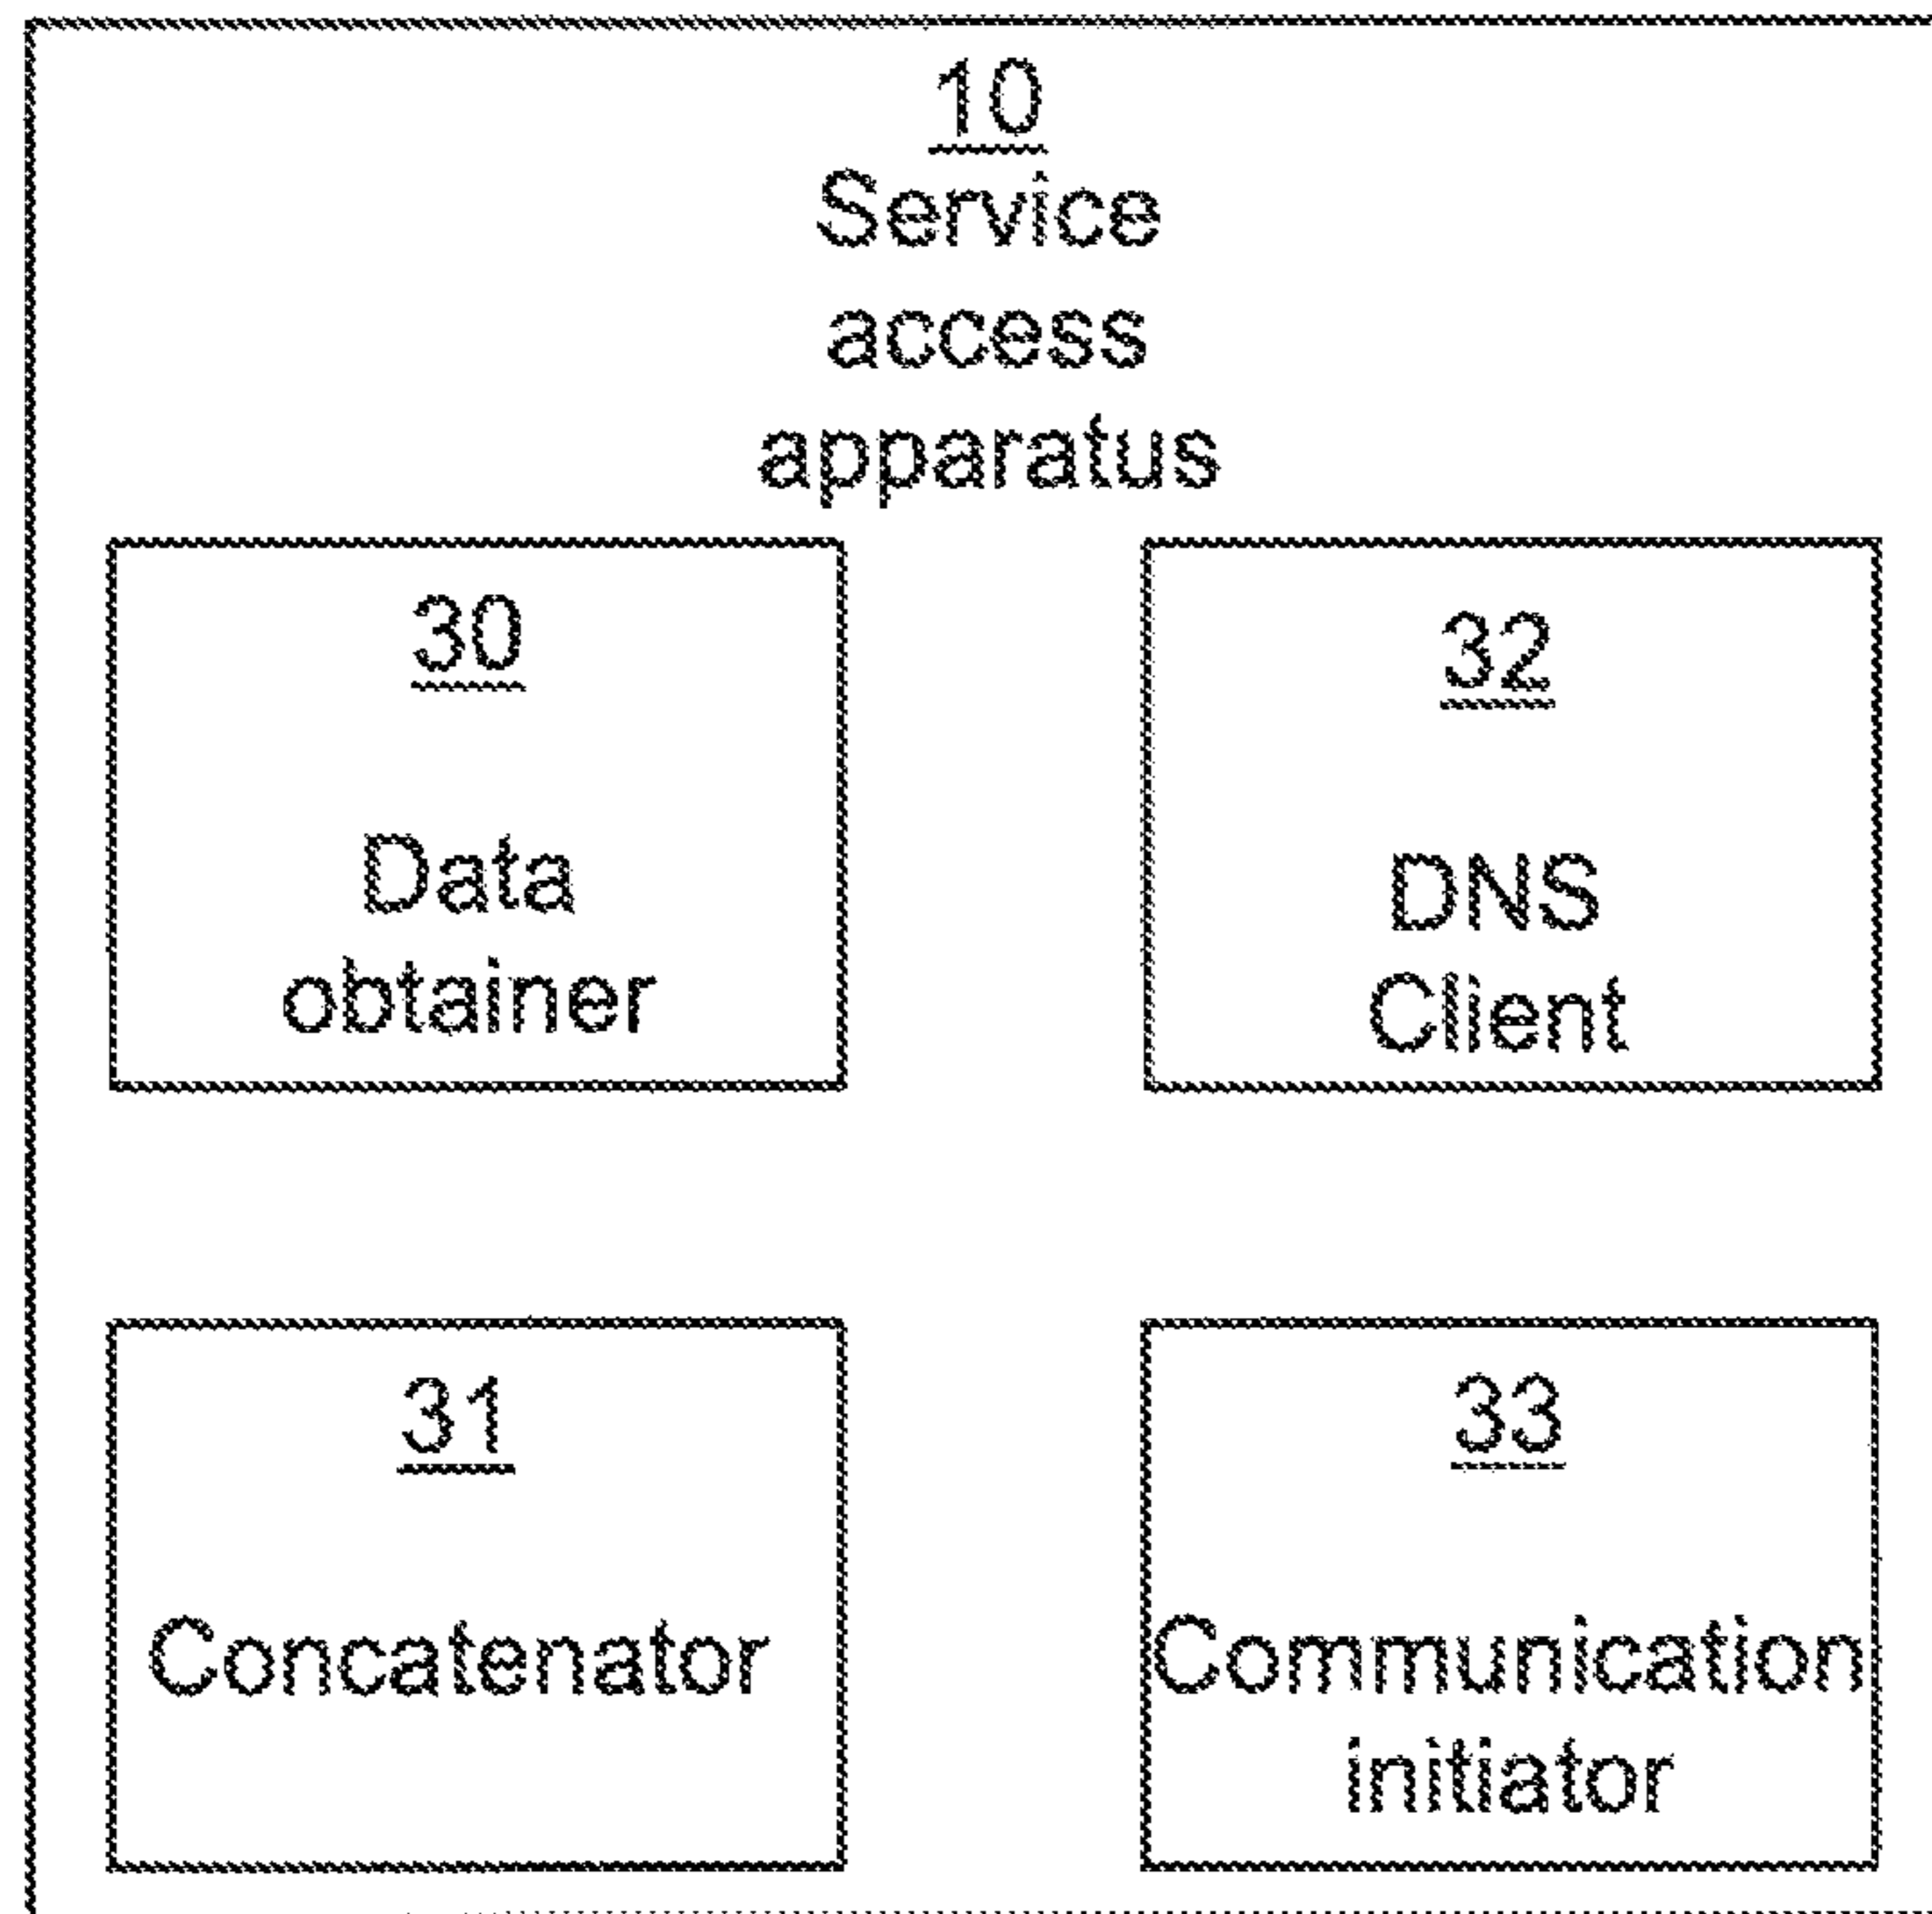 10
Service
access
apparatus
30
Data
obtainer
32
DNS
Client
31
Concatenator
33
Communication
initiator